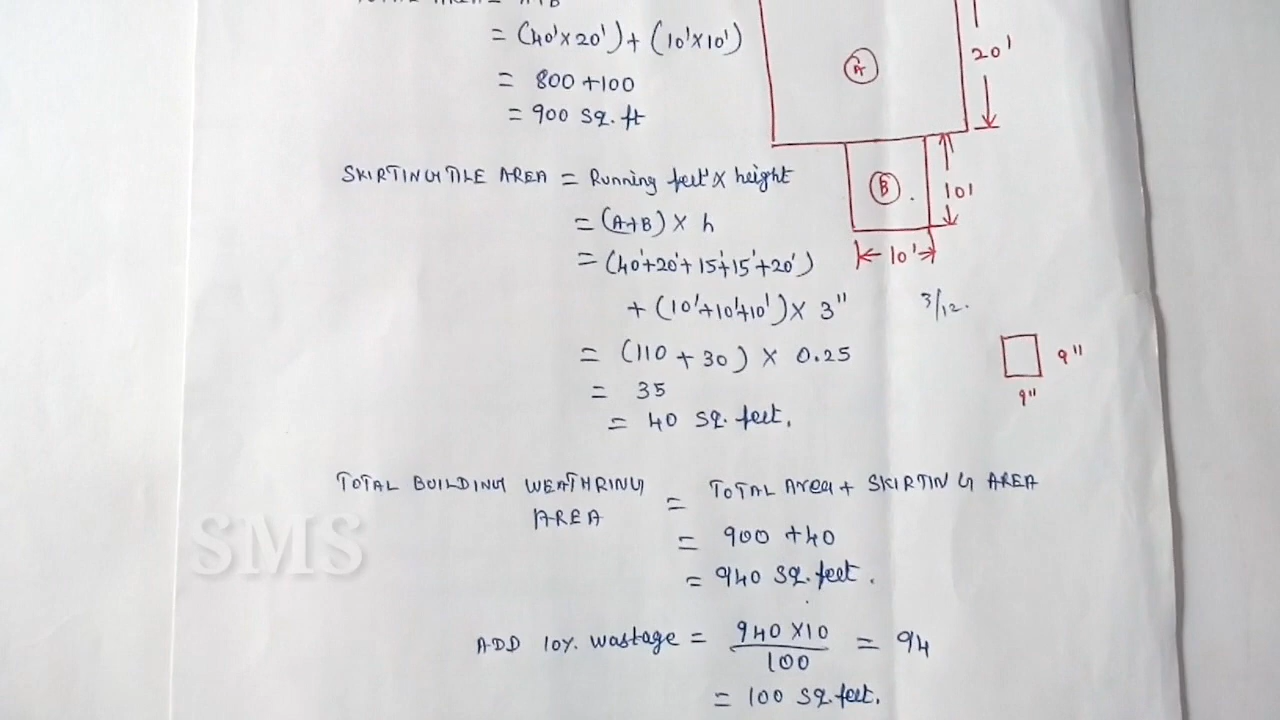 = (40'x20') + (10'x10')
= 800 + 100
= 900 sq. ft
A
20'
SKIRTING TILE AREA = Running feet x height
= (A+B) x h
B
10'
= (40'+20'+15'+15'+20')
10'
+ (10'+10'+10') x 3"
3/12.
= (110 + 30) x 0.25
9"
= 35
9"
= 40 sq. feet.
TOTAL BUILDING WEATHRING AREA = TOTAL Area + SKIRTING AREA
= 900 + 40
SMS
= 940 sq. feet.
ADD 10%. wastage = 940 x10 / 100 = 94
= 100 sq. feet.